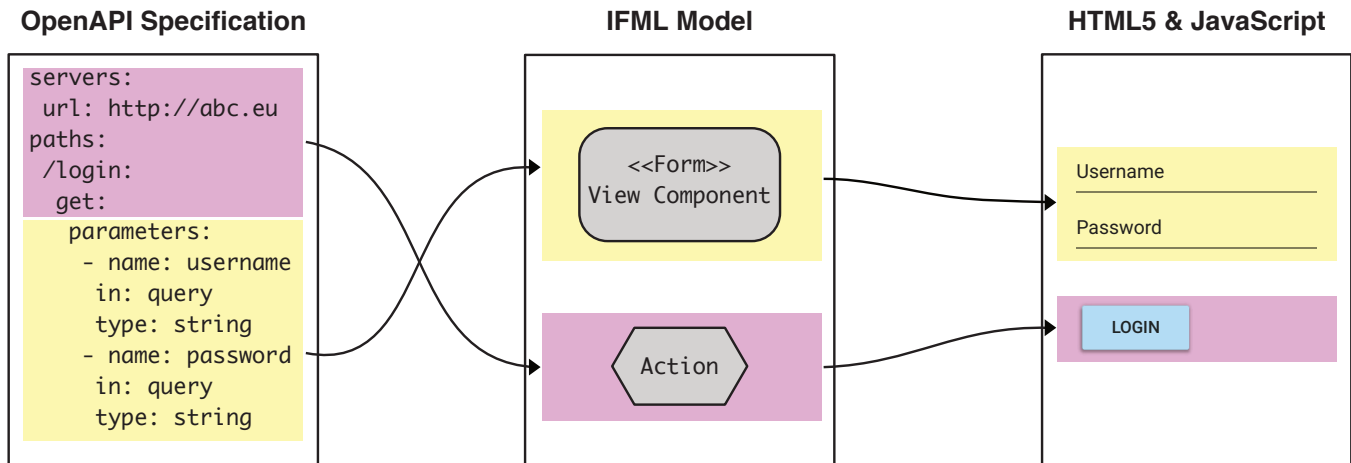 OpenAPI Specification
servers:
url: http://abc.eu
paths:
/login:
get:
parameters:
- name: username
in: query
type: string
- name: password
in: query
type: string
IFML Model
<<Form>>
View Component
Action
HTML5 & JavaScript
Username
Password
LOGIN